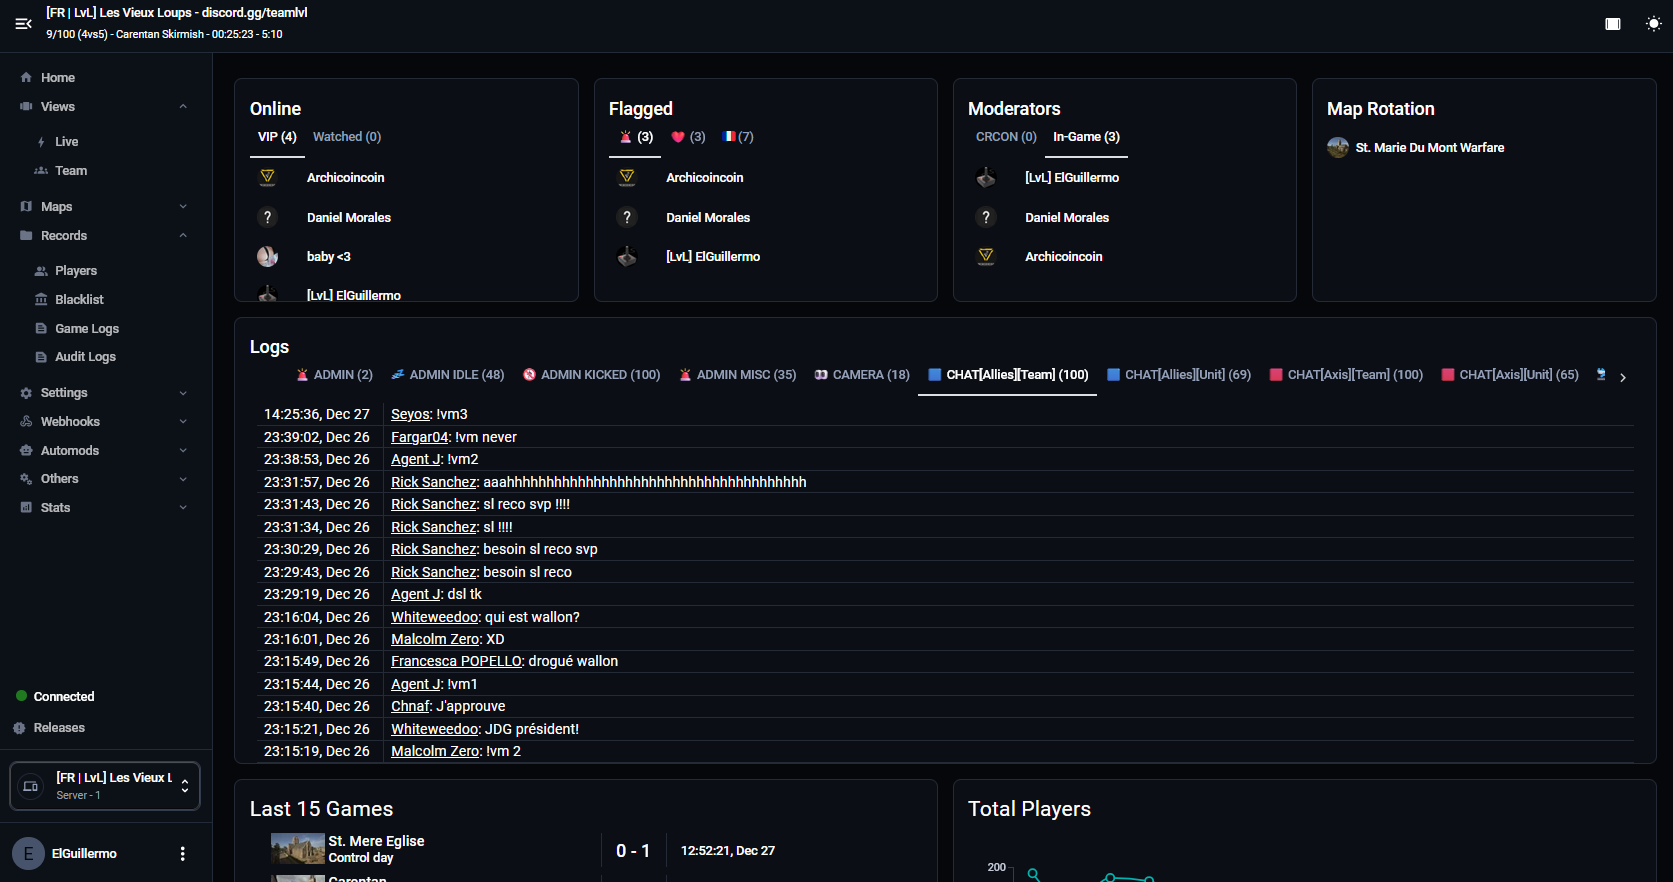 [FR | LvL] Les Vieux Loups - discord.gg/teamlvl
9/100 (4vs5) - Carentan Skirmish - 00:25:23 - 5:10
Home
Views
Live
Team
Maps
Records
Players
Blacklist
Game Logs
Audit Logs
Settings
Webhooks
Automods
Others
Stats
Connected
Releases
[FR | LvL] Les Vieux L
Server - 1
E ElGuillermo
Online
VIP (4) Watched (0)
Archicoincoin
? Daniel Morales
baby <3
[LvL] ElGuillermo
Flagged
(3) (3) (7)
Archicoincoin
? Daniel Morales
[LvL] ElGuillermo
Moderators
CRCON (0) In-Game (3)
[LvL] ElGuillermo
? Daniel Morales
Archicoincoin
Map Rotation
St. Marie Du Mont Warfare
Logs
ADMIN (2) ADMIN IDLE (48) ADMIN KICKED (100) ADMIN MISC (35) CAMERA (18) CHAT[Allies][Team] (100) CHAT[Allies][Unit] (69) CHAT[Axis][Team] (100) CHAT[Axis][Unit] (65)
14:25:36, Dec 27 Seyos: !vm3
23:39:02, Dec 26 Fargar04: !vm never
23:38:53, Dec 26 Agent J: !vm2
23:31:57, Dec 26 Rick Sanchez: aaahhhhhhhhhhhhhhhhhhhhhhhhhhhhhhhhhhhhhh
23:31:43, Dec 26 Rick Sanchez: sl reco svp !!!!
23:31:34, Dec 26 Rick Sanchez: sl !!!!
23:30:29, Dec 26 Rick Sanchez: besoin sl reco svp
23:29:43, Dec 26 Rick Sanchez: besoin sl reco
23:29:19, Dec 26 Agent J: dsl tk
23:16:04, Dec 26 Whiteweedoo: qui est wallon?
23:16:01, Dec 26 Malcolm Zero: XD
23:15:49, Dec 26 Francesca POPELLO: drogué wallon
23:15:44, Dec 26 Agent J: !vm1
23:15:40, Dec 26 Chnaf: J'approuve
23:15:21, Dec 26 Whiteweedoo: JDG président!
23:15:19, Dec 26 Malcolm Zero: !vm 2
Last 15 Games
St. Mere Eglise
Control day
0 - 1
12:52:21, Dec 27
Carentan
Total Players
200